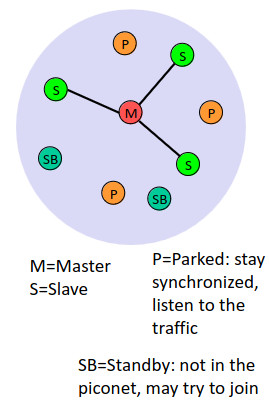 P
S
S
M
P
S
SB
P
SB
M=Master
S=Slave
P=Parked: stay
synchronized,
listen to the
traffic
SB=Standby: not in the
piconet, may try to join